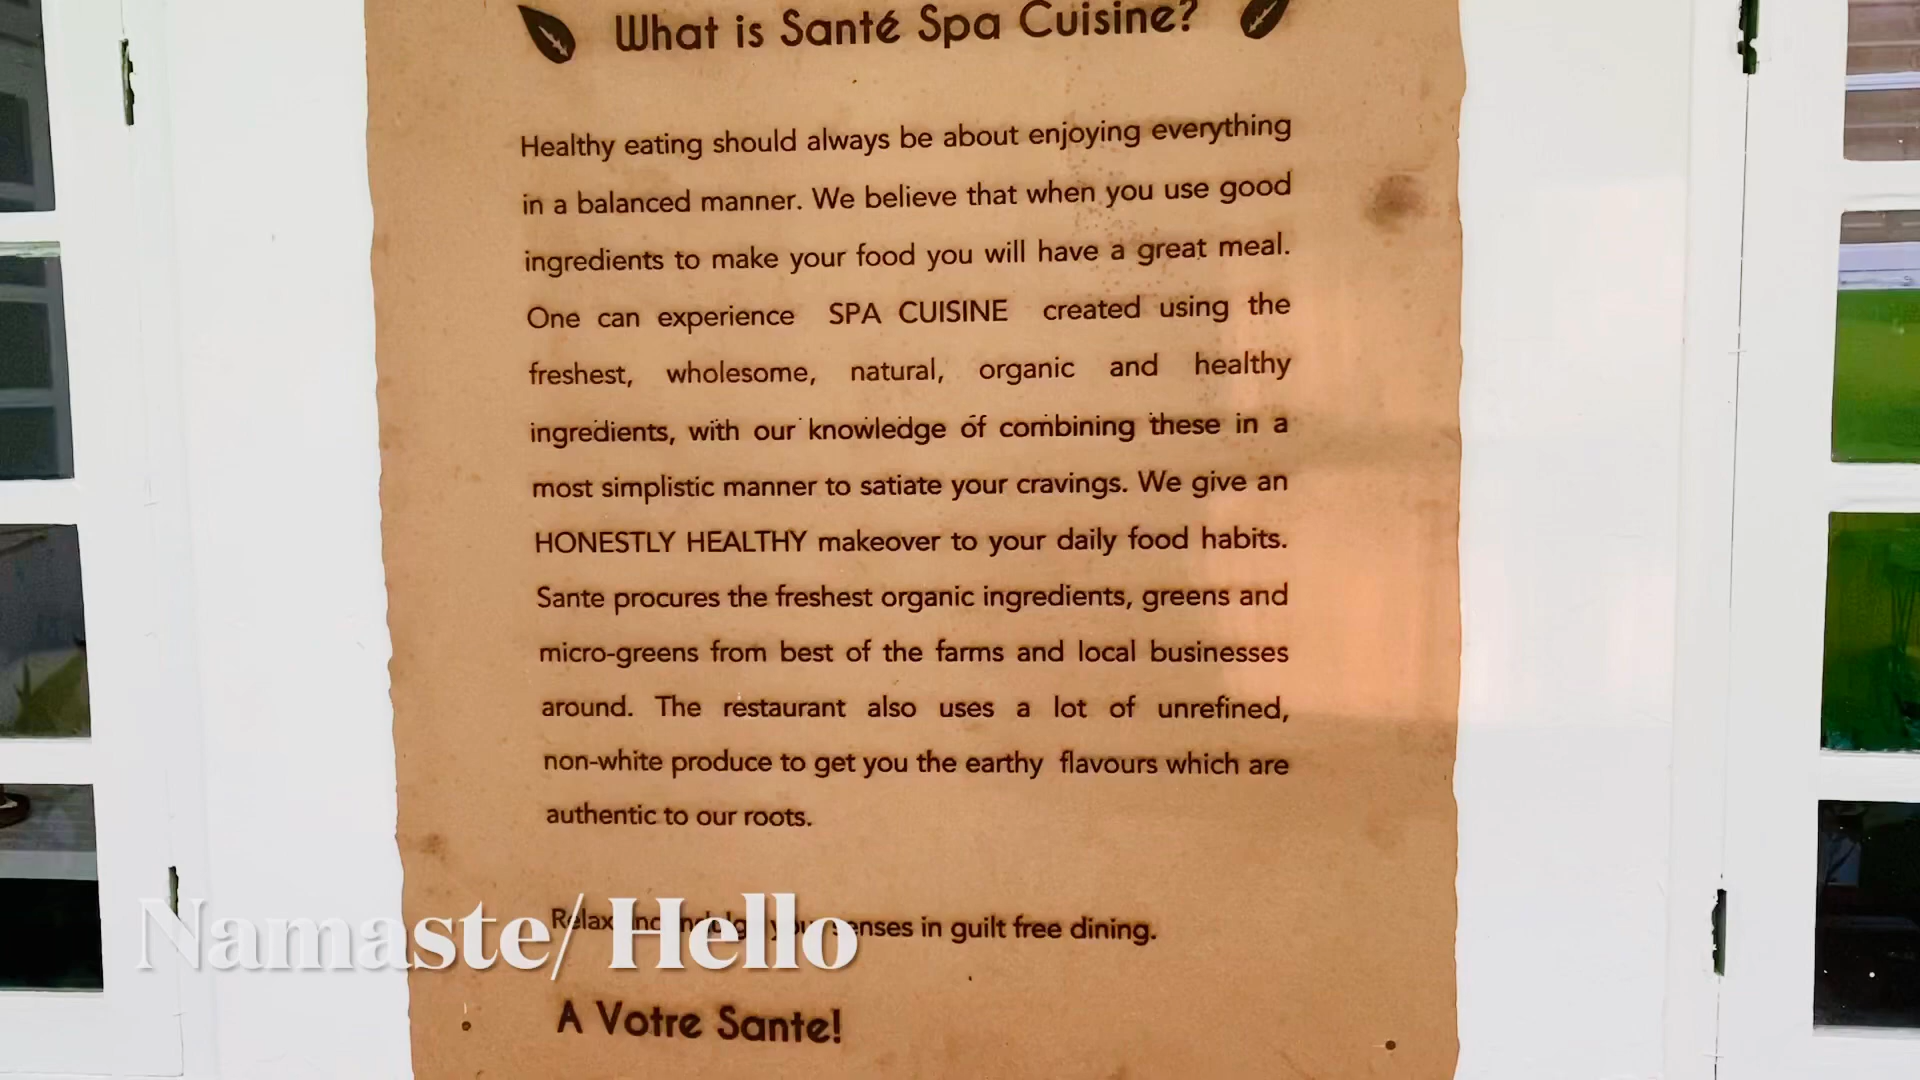 What is Santé Spa Cuisine?
Healthy eating should always be about enjoying everything
in a balanced manner. We believe that when you use good
ingredients to make your food you will have a great meal.
One can experience SPA CUISINE created using the
freshest, wholesome, natural, organic and healthy
ingredients, with our knowledge of combining these in a
most simplistic manner to satiate your cravings. We give an
HONESTLY HEALTHY makeover to your daily food habits.
Sante procures the freshest organic ingredients, greens and
micro-greens from best of the farms and local businesses
around. The restaurant also uses a lot of unrefined,
non-white produce to get you the earthy flavours which are
authentic to our roots.
Relax and indulge your senses in guilt free dining.
Namaste/ Hello
A Votre Sante!